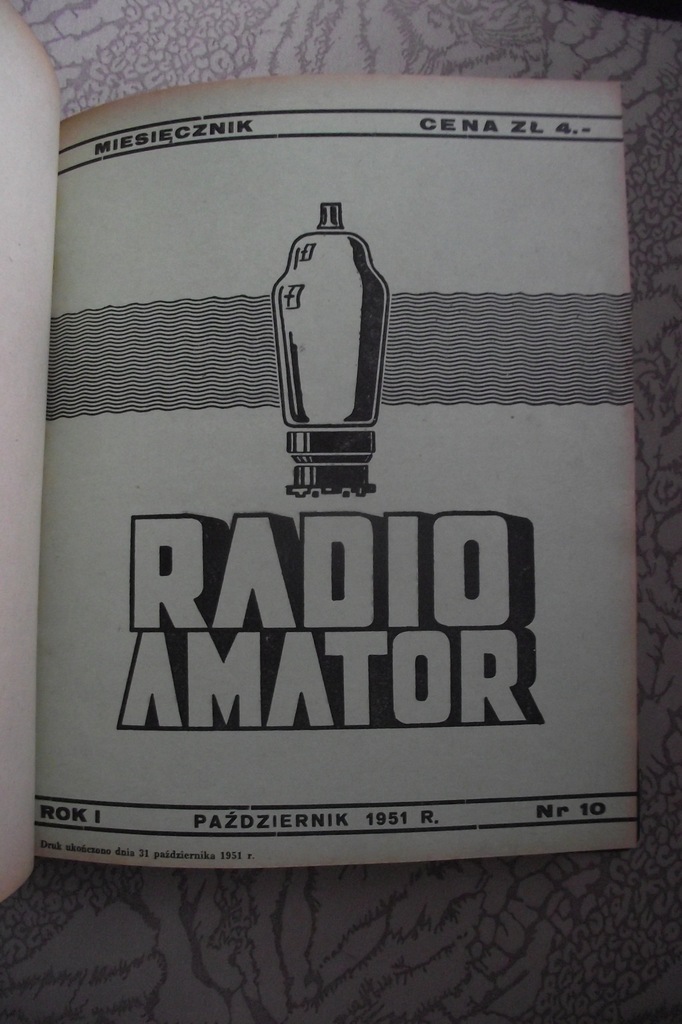 MIESIĘCZNIK CENA ZŁ 4.-
RADIO
AMATOR
ROK I PAŹDZIERNIK 1951 R. Nr 10
Druk ukończono dnia 31 października 1951 r.